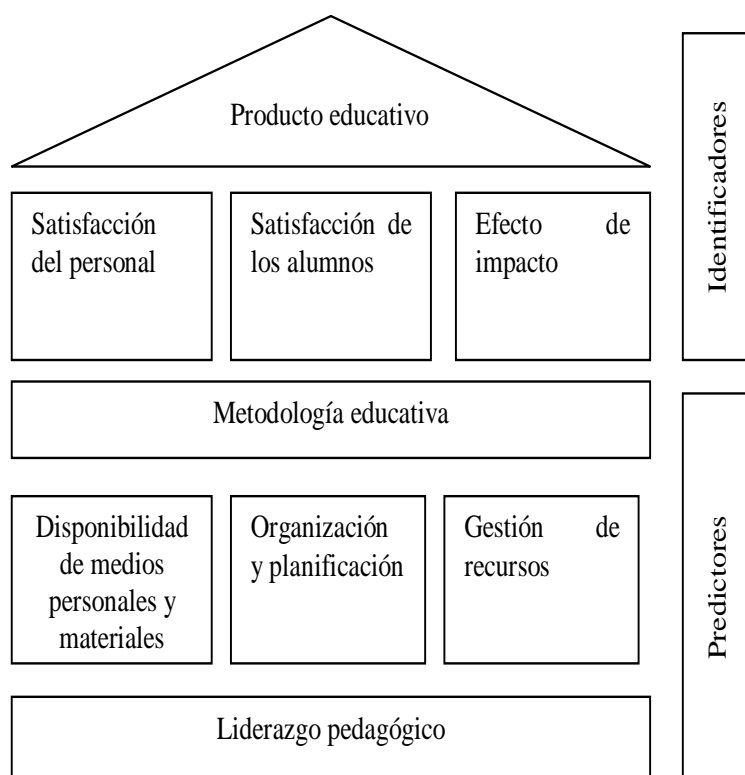 Producto educativo
Identificadores
Satisfacción
del personal
Satisfacción de
los alumnos
Efecto de
impacto
Metodología educativa
Predictores
Disponibilidad
de medios
personales y
materiales
Organización
y planificación
Gestión de
recursos
Liderazgo pedagógico